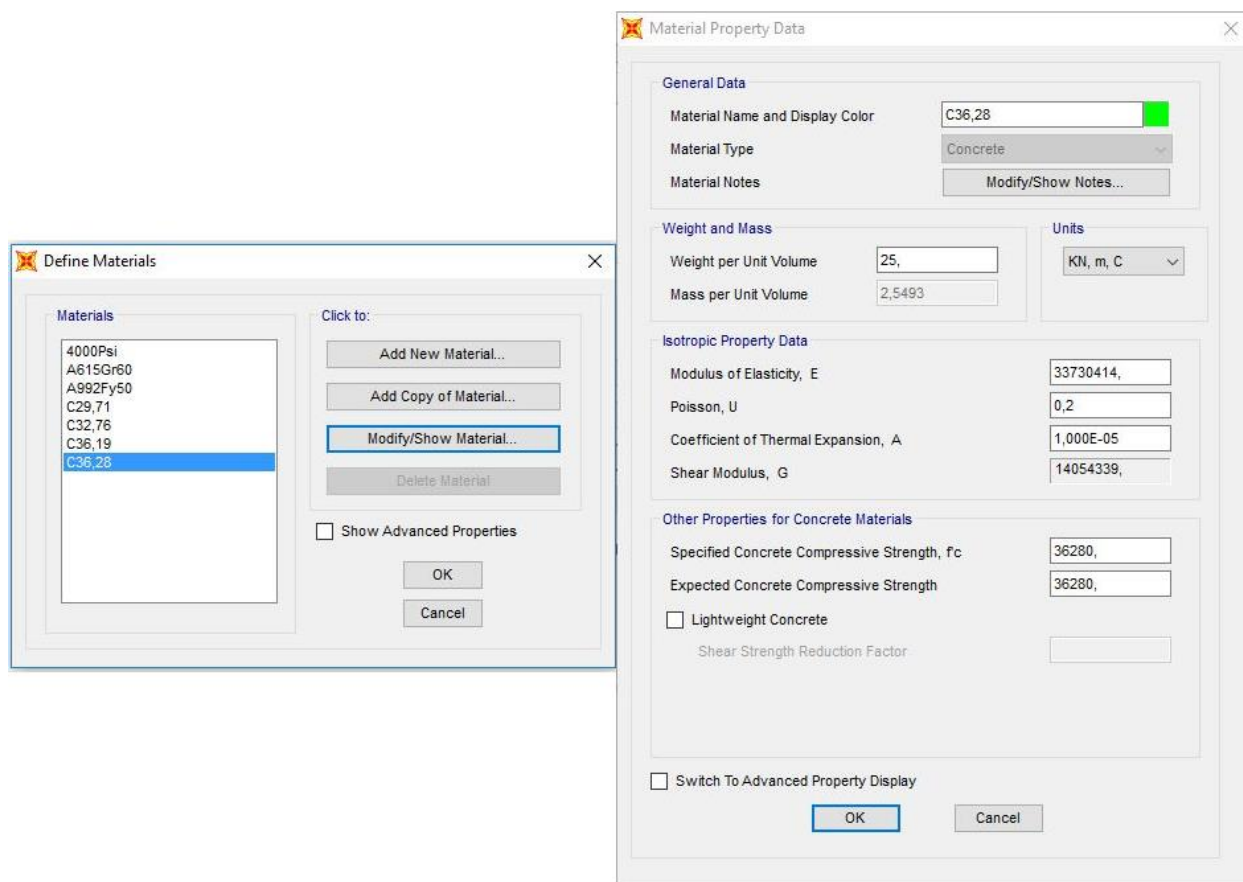 Define Materials
Materials
4000Psi
A615Gr60
A992Fy50
C29,71
C32,76
C36,19
C36,28
Click to:
Add New Material...
Add Copy of Material...
Modify/Show Material...
Delete Material
Show Advanced Properties
OK
Cancel
Material Property Data
General Data
Material Name and Display Color C36,28
Material Type Concrete
Material Notes Modify/Show Notes...
Weight and Mass
Weight per Unit Volume 25,
Mass per Unit Volume 2,5493
Units
KN, m, C
Isotropic Property Data
Modulus of Elasticity, E 33730414,
Poisson, U 0,2
Coefficient of Thermal Expansion, A 1,000E-05
Shear Modulus, G 14054339,
Other Properties for Concrete Materials
Specified Concrete Compressive Strength, f'c 36280,
Expected Concrete Compressive Strength 36280,
Lightweight Concrete
Shear Strength Reduction Factor
Switch To Advanced Property Display
OK Cancel